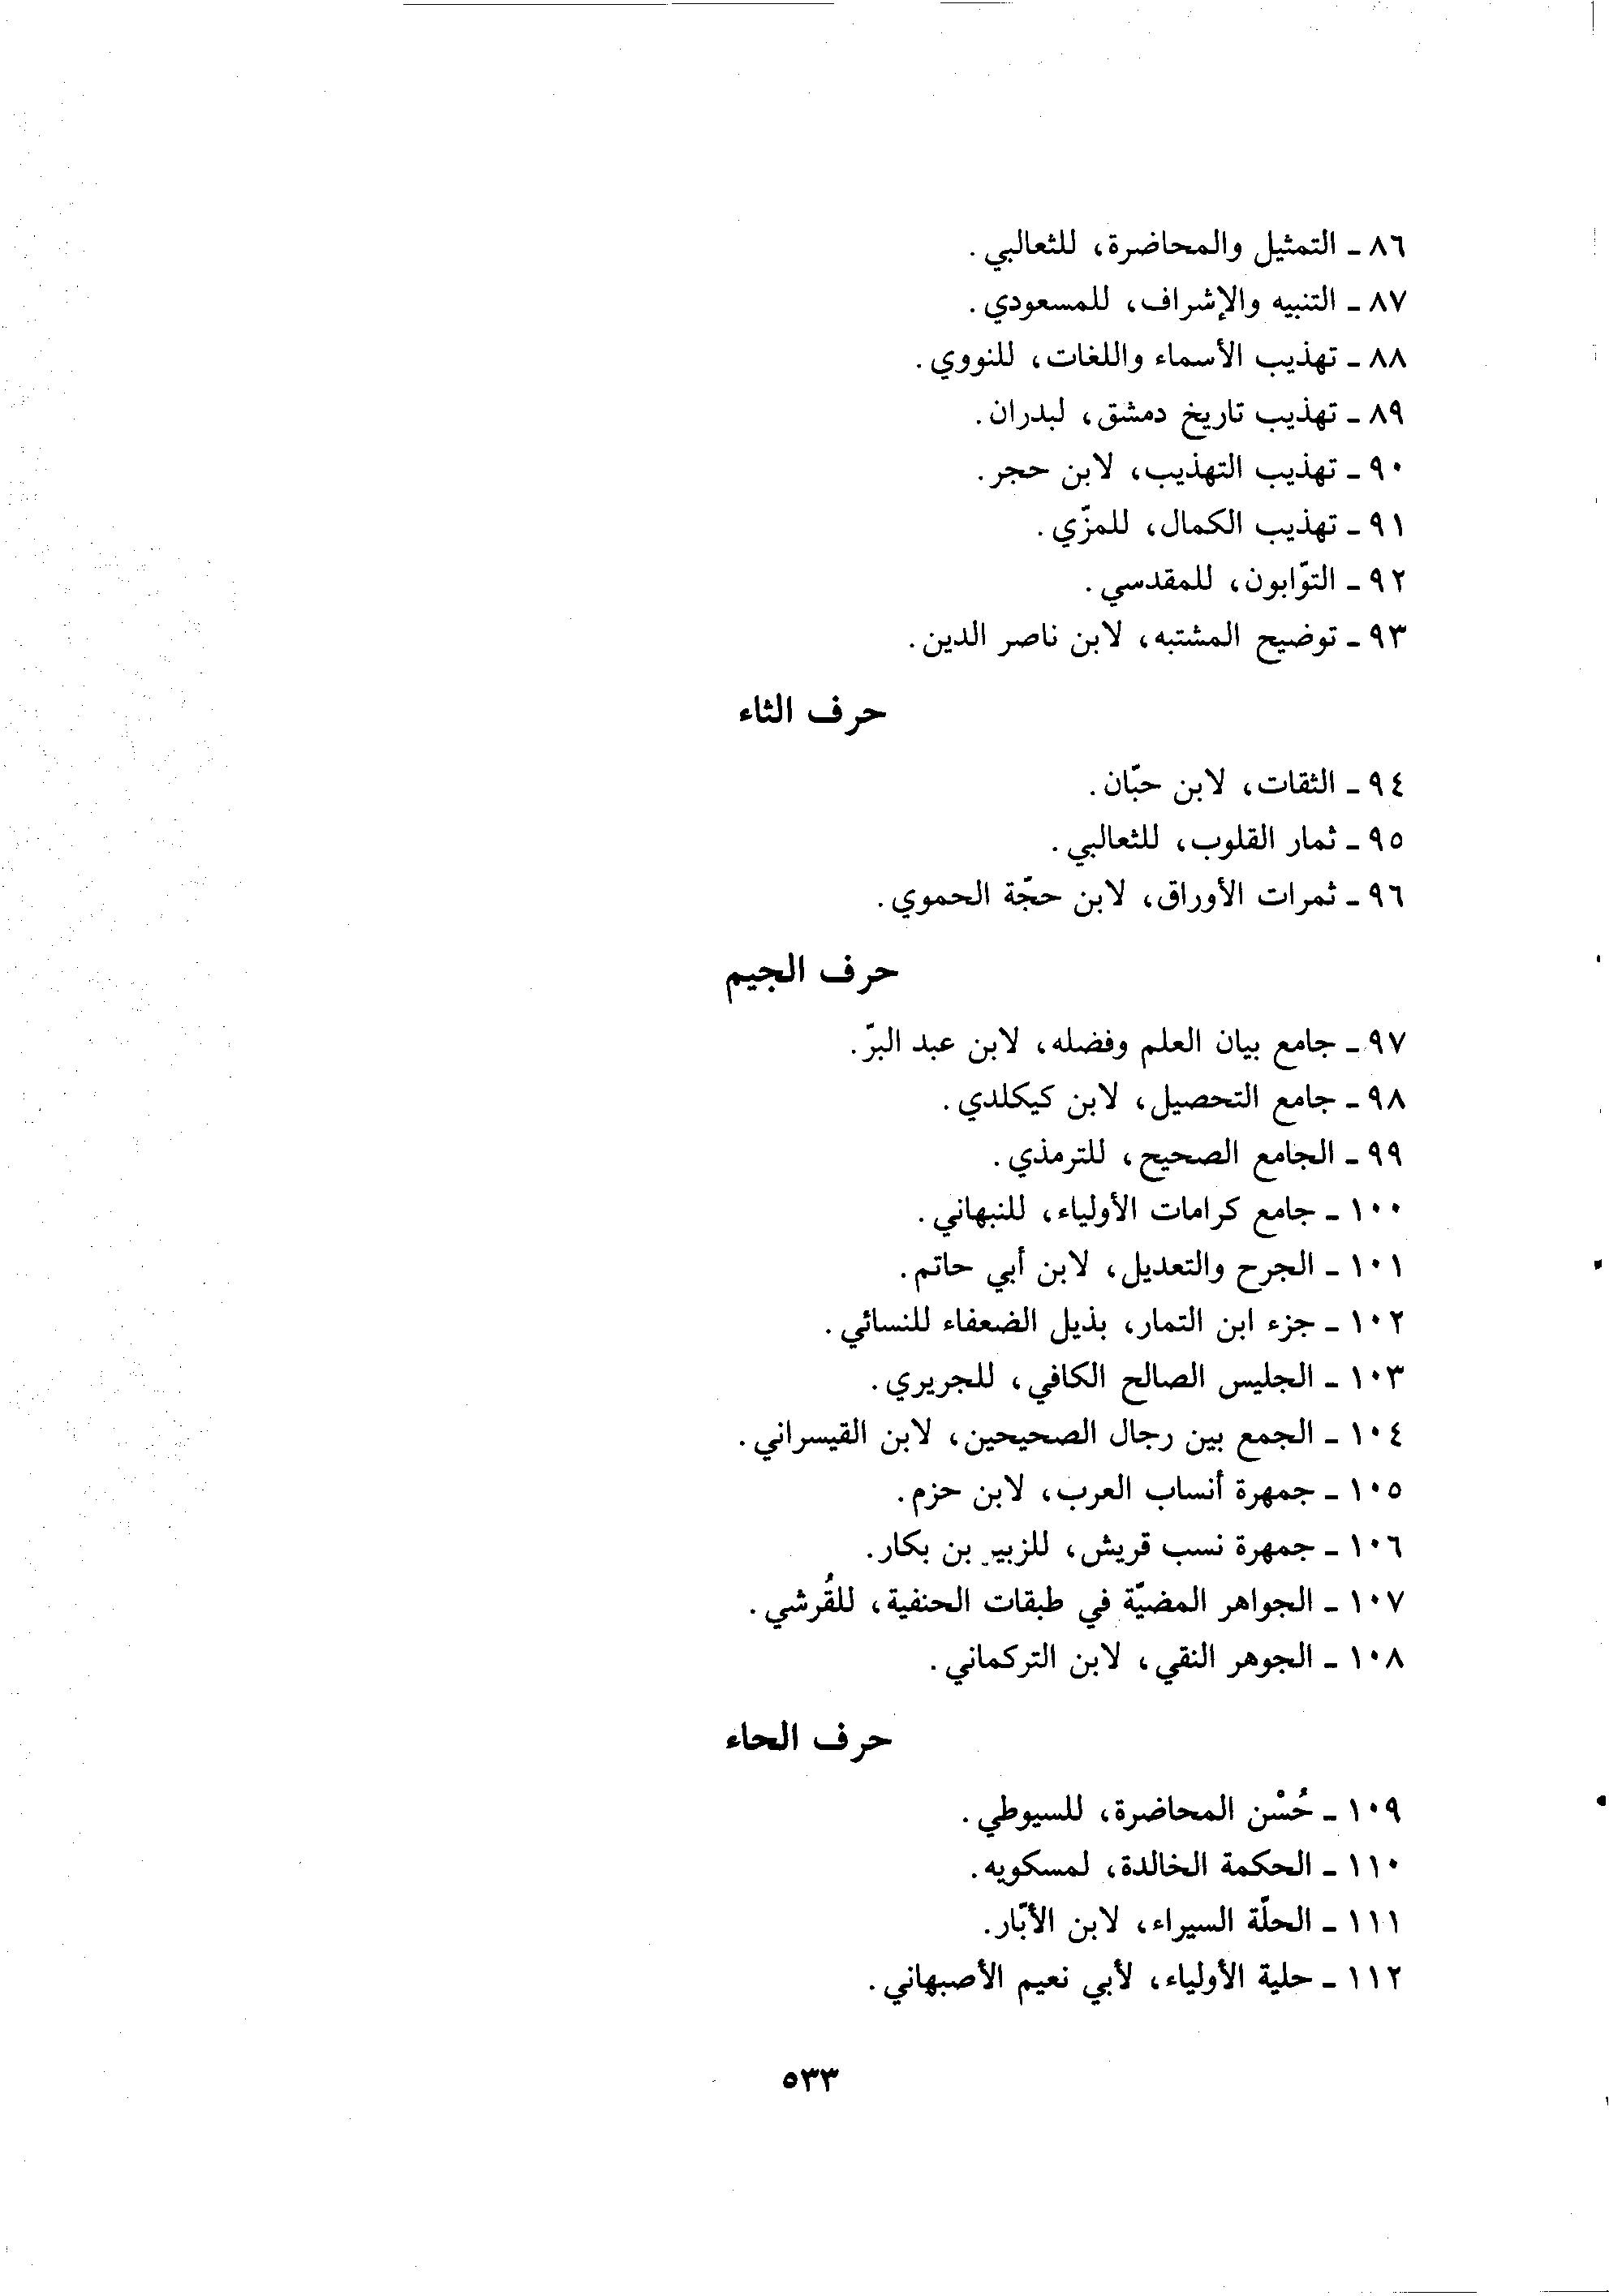 ٨٦ ـ التمثيل والمحاضرة، للثعالبي.
٨٧ ـ التنبيه والإشراف، للمسعودي.
٨٨ ـ تهذيب الأسماء واللغات، للنووي.
٨٩ ـ تهذيب تاريخ دمشق، لبدران.
٩٠ ـ تهذيب التهذيب، لابن حجر.
٩١ ـ تهذيب الكمال، للمزّي.
٩٢ ـ التوّابون، للمقدسي.
٩٣ ـ توضيح المشتبه، لابن ناصر الدين.
حرف الثاء
٩٤ ـ الثقات، لابن حبّان.
٩٥ ـ ثمار القلوب، للثعالبي.
٩٦ ـ ثمرات الأوراق، لابن حجّة الحموي.
حرف الجيم
٩٧ ـ جامع بيان العلم وفضله، لابن عبد البرّ.
٩٨ ـ جامع التحصيل، لابن كيكلدي.
٩٩ ـ الجامع الصحيح، للترمذي.
١٠٠ ـ جامع كرامات الأولياء، للنبهاني.
١٠١ ـ الجرح والتعديل، لابن أبي حاتم.
١٠٢ ـ جزء ابن التمار، بذيل الضعفاء للنسائي.
١٠٣ ـ الجليس الصالح الكافي، للجريري.
١٠٤ ـ الجمع بين رجال الصحيحين، لابن القيسراني.
١٠٥ ـ جمهرة أنساب العرب، لابن حزم.
١٠٦ ـ جمهرة نسب قريش، للزبير بن بكار.
١٠٧ ـ الجواهر المضيّة في طبقات الحنفية، للقُرشي.
١٠٨ ـ الجوهر النقي، لابن التركماني.
حرف الحاء
١٠٩ ـ حُسْن المحاضرة، للسيوطي.
١١٠ ـ الحكمة الخالدة، لمسكويه.
١١١ ـ الحلّة السيراء، لابن الأبّار.
١١٢ ـ حلية الأولياء، لأبي نعيم الأصبهاني.
٥٣٣